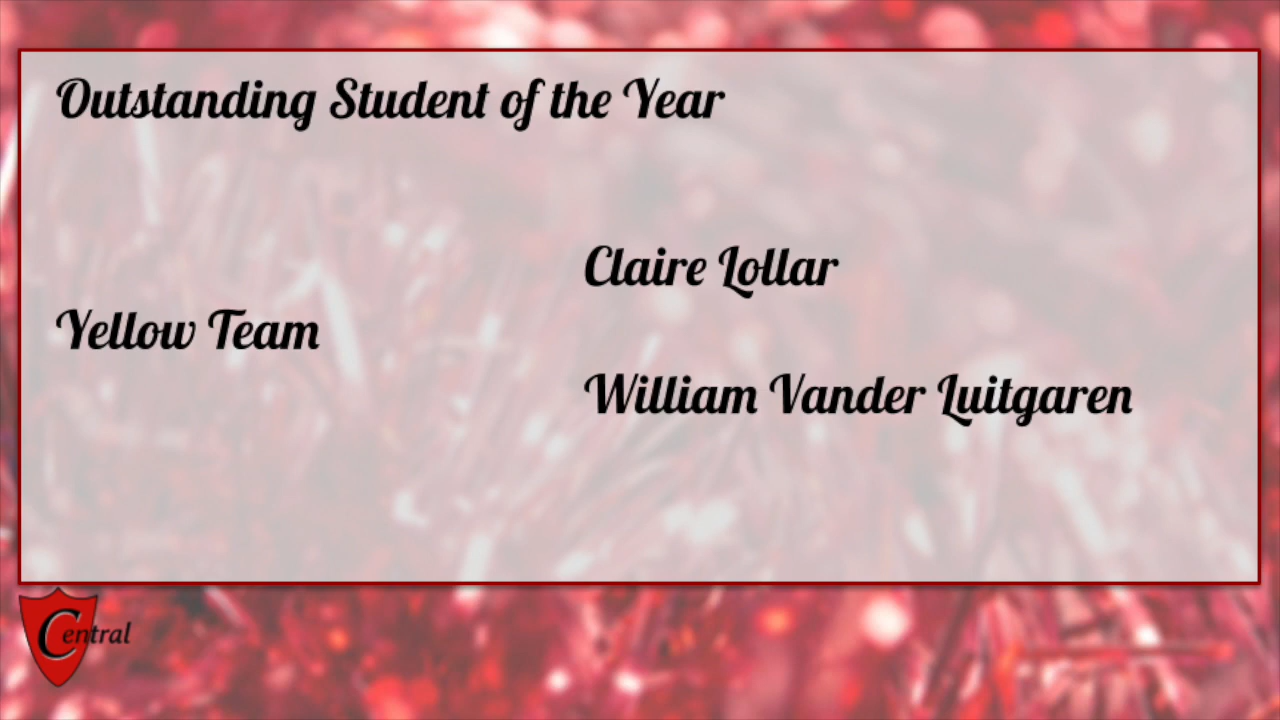 Outstanding Student of the Year
Claire Lollar
Yellow Team
William Vander Luitgaren
Central